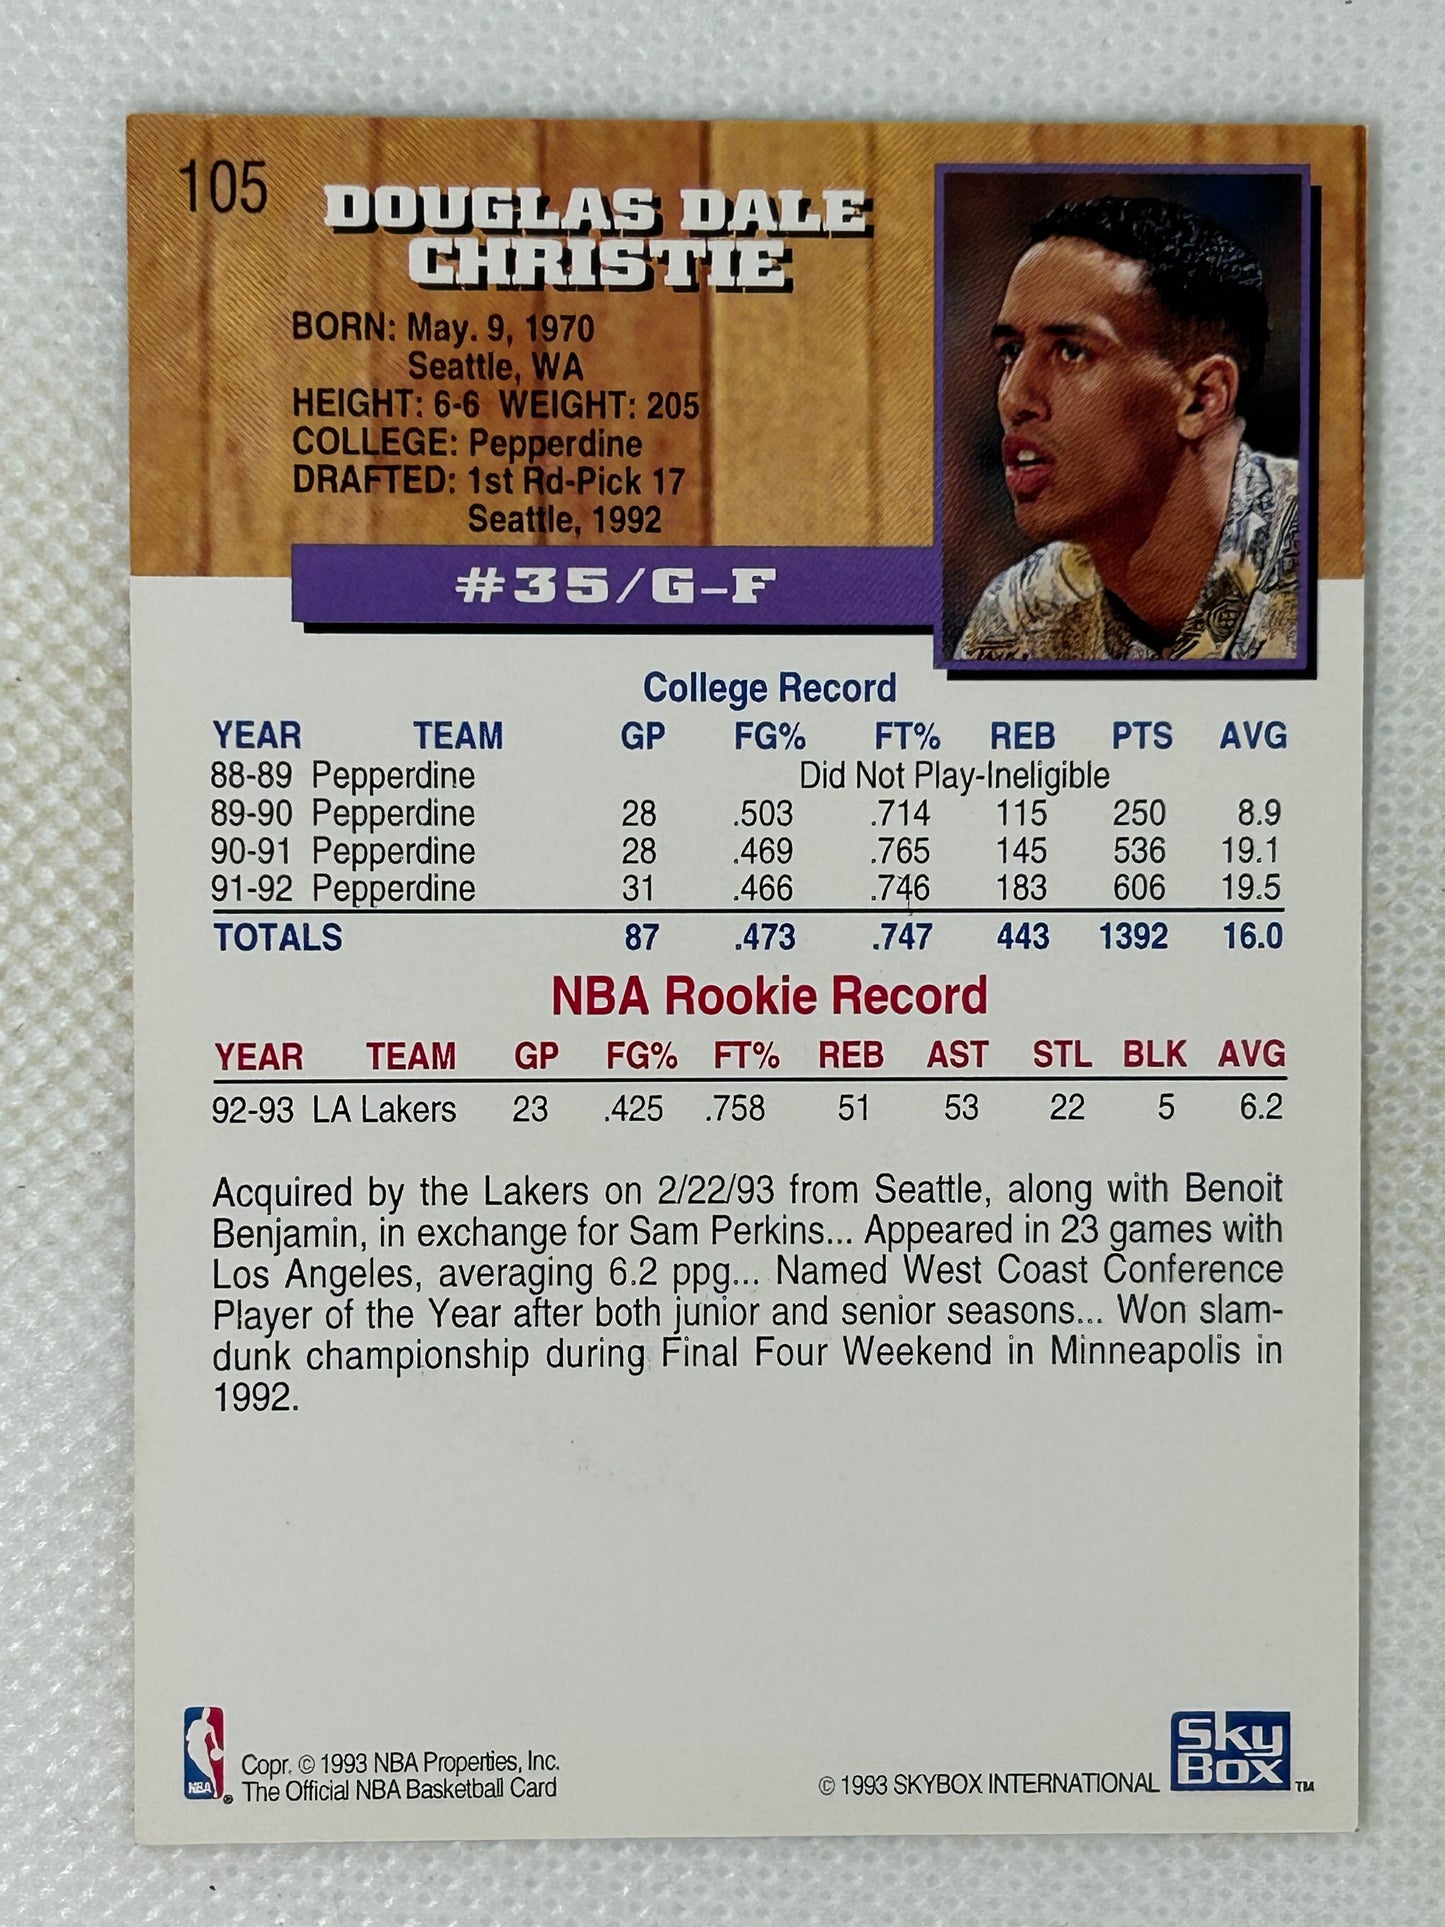 105
DOUGLAS DALE
CHRISTIE
BORN: May. 9, 1970
Seattle, WA
HEIGHT: 6-6 WEIGHT: 205
COLLEGE: Pepperdine
DRAFTED: 1st Rd-Pick 17
Seattle, 1992
#35/G-F
College Record
YEAR TEAM GP FG% FT% REB PTS AVG
88-89 Pepperdine Did Not Play-Ineligible
89-90 Pepperdine 28 .503 .714 115 250 8.9
90-91 Pepperdine 28 .469 .765 145 536 19.1
91-92 Pepperdine 31 .466 .746 183 606 19.5
TOTALS 87 .473 .747 443 1392 16.0
NBA Rookie Record
YEAR TEAM GP FG% FT% REB AST STL BLK AVG
92-93 LA Lakers 23 .425 .758 51 53 22 5 6.2
Acquired by the Lakers on 2/22/93 from Seattle, along with Benoit
Benjamin, in exchange for Sam Perkins... Appeared in 23 games with
Los Angeles, averaging 6.2 ppg... Named West Coast Conference
Player of the Year after both junior and senior seasons... Won slam-
dunk championship during Final Four Weekend in Minneapolis in
1992.
NBA ®
Copr. © 1993 NBA Properties, Inc.
The Official NBA Basketball Card
© 1993 SKYBOX INTERNATIONAL
Sky
Box ™